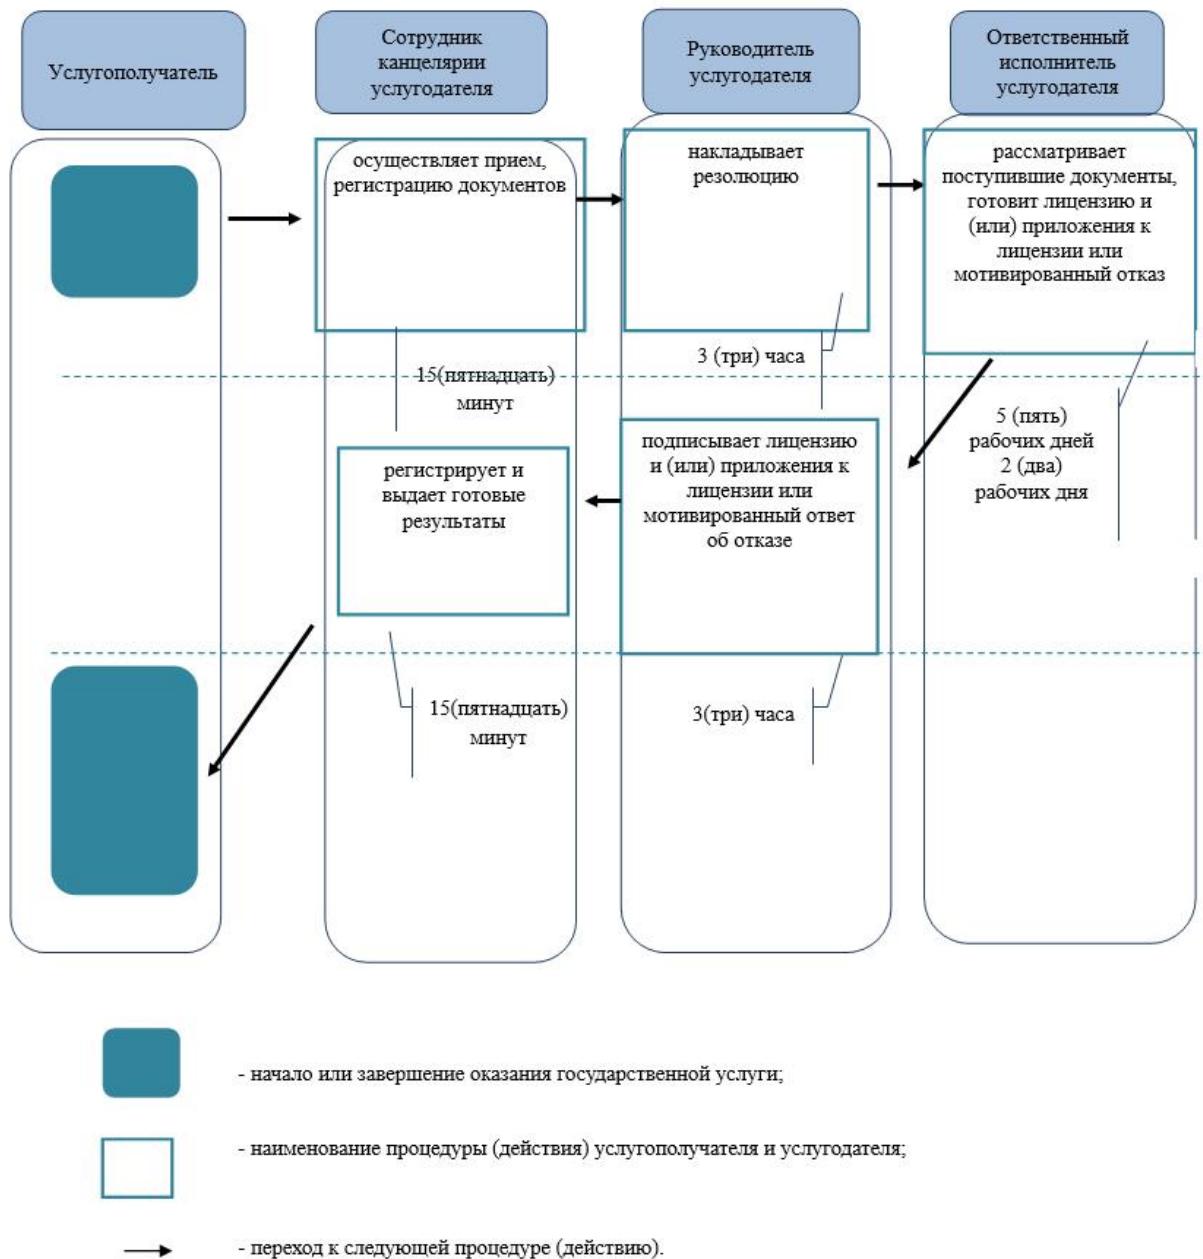 Услугополучатель
Сотрудник
канцелярии
услугодателя
Руководитель
услугодателя
Ответственный
исполнитель
услугодателя
осуществляет прием,
регистрацию документов
накладывает
резолюцию
рассматривает
поступившие документы,
готовит лицензию и
(или) приложения к
лицензии или
мотивированный отказ
15(пятнадцать)
минут
3 (три) часа
5 (пять)
рабочих дней
2 (два)
рабочих дня
регистрирует и
выдает готовые
результаты
подписывает лицензию
и (или) приложения к
лицензии или
мотивированный ответ
об отказе
15(пятнадцать)
минут
3(три) часа
- начало или завершение оказания государственной услуги;
- наименование процедуры (действия) услугополучателя и услугодателя;
- переход к следующей процедуре (действию).